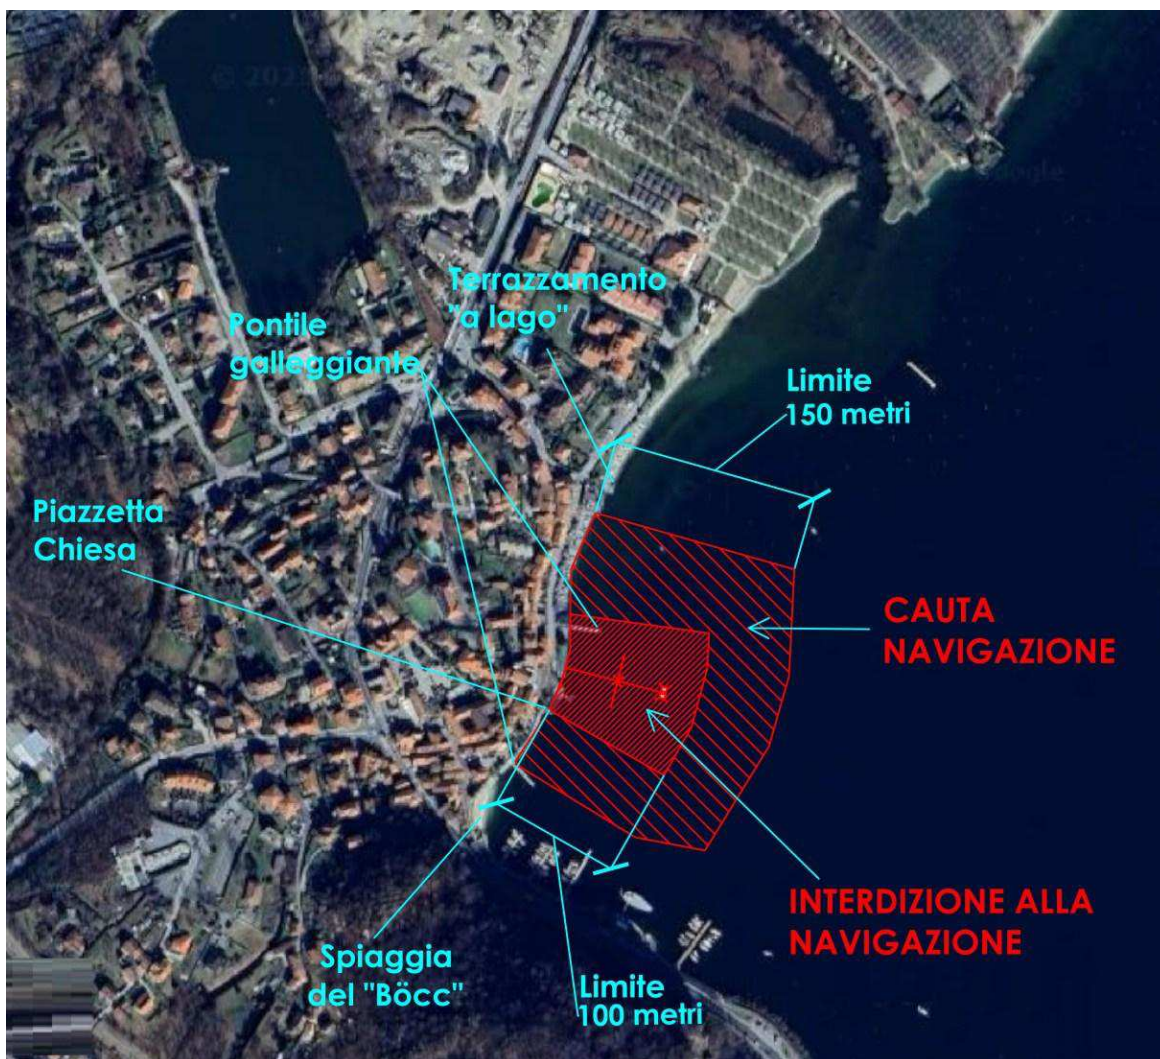 Terrazzamento
"a lago"
Pontile
galleggiante
Limite
150 metri
Piazzetta
Chiesa
CAUTA
NAVIGAZIONE
INTERDIZIONE ALLA
NAVIGAZIONE
Spiaggia
del "Böcc"
Limite
100 metri